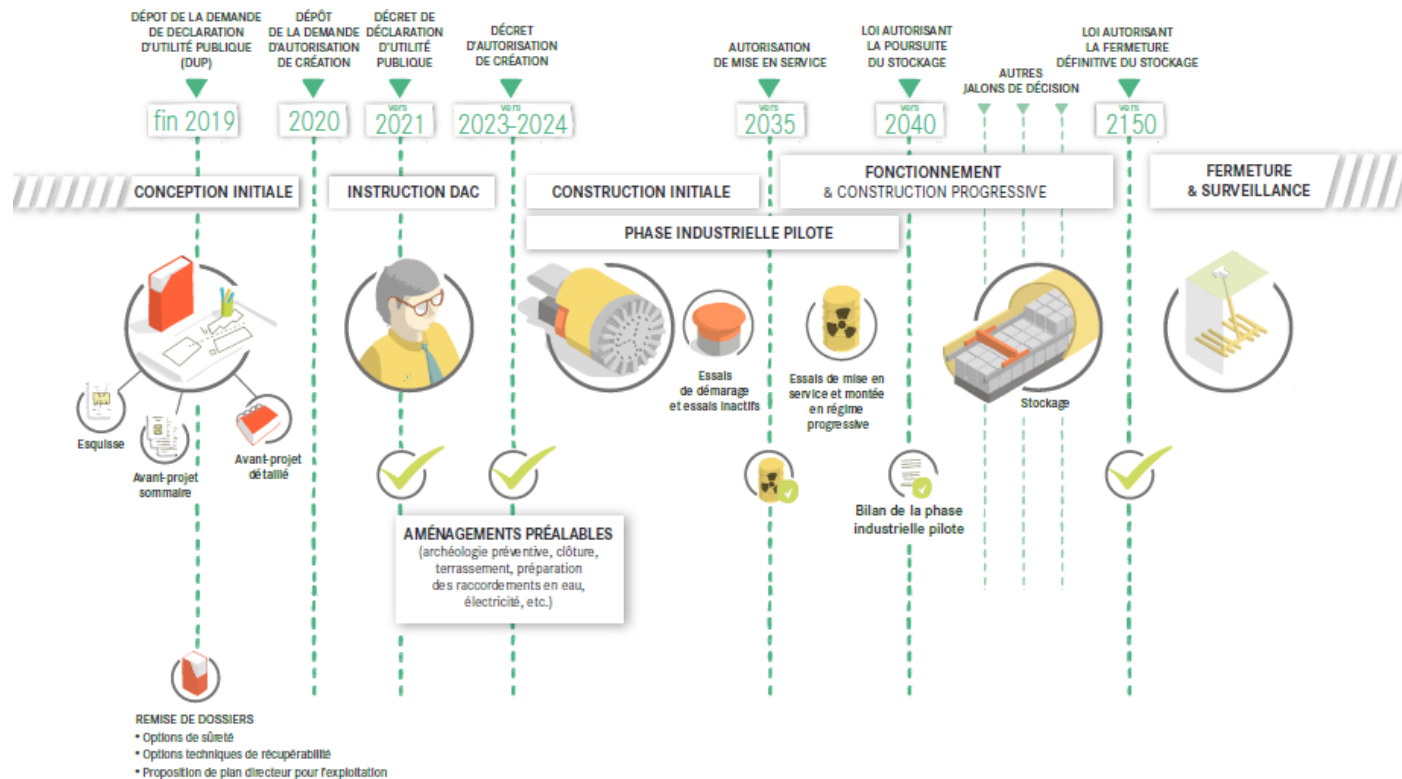 DÉPOT DE LA DEMANDE
DE DECLARATION
D'UTILITÉ PUBLIQUE
(DUP)
fin 2019
DÉPÔT
DE LA DEMANDE
D'AUTORISATION
DE CRÉATION
2020
DÉCRET DE
DÉCLARATION
D'UTILITÉ
PUBLIQUE
vers
2021
DÉCRET
D'AUTORISATION
DE CRÉATION
vers
2023-2024
AUTORISATION
DE MISE EN SERVICE
vers
2035
LOI AUTORISANT
LA POURSUITE
DU STOCKAGE
vers
2040
AUTRES
JALONS DE DÉCISION
LOI AUTORISANT
LA FERMETURE
DÉFINITIVE DU STOCKAGE
vers
2150
CONCEPTION INITIALE
INSTRUCTION DAC
CONSTRUCTION INITIALE
FONCTIONNEMENT
& CONSTRUCTION PROGRESSIVE
FERMETURE
& SURVEILLANCE
PHASE INDUSTRIELLE PILOTE
Esquisse
Avant-projet
sommaire
Avant-projet
détaillé
Essais
de démarage
et essais inactifs
Essais de mise en
service et montée
en régime
progressive
Stockage
Bilan de la phase
industrielle pilote
AMÉNAGEMENTS PRÉALABLES
(archéologie préventive, clôture,
terrassement, préparation
des raccordements en eau,
électricité, etc.)
REMISE DE DOSSIERS
• Options de sûreté
• Options techniques de récupérabilité
• Proposition de plan directeur pour l'exploitation